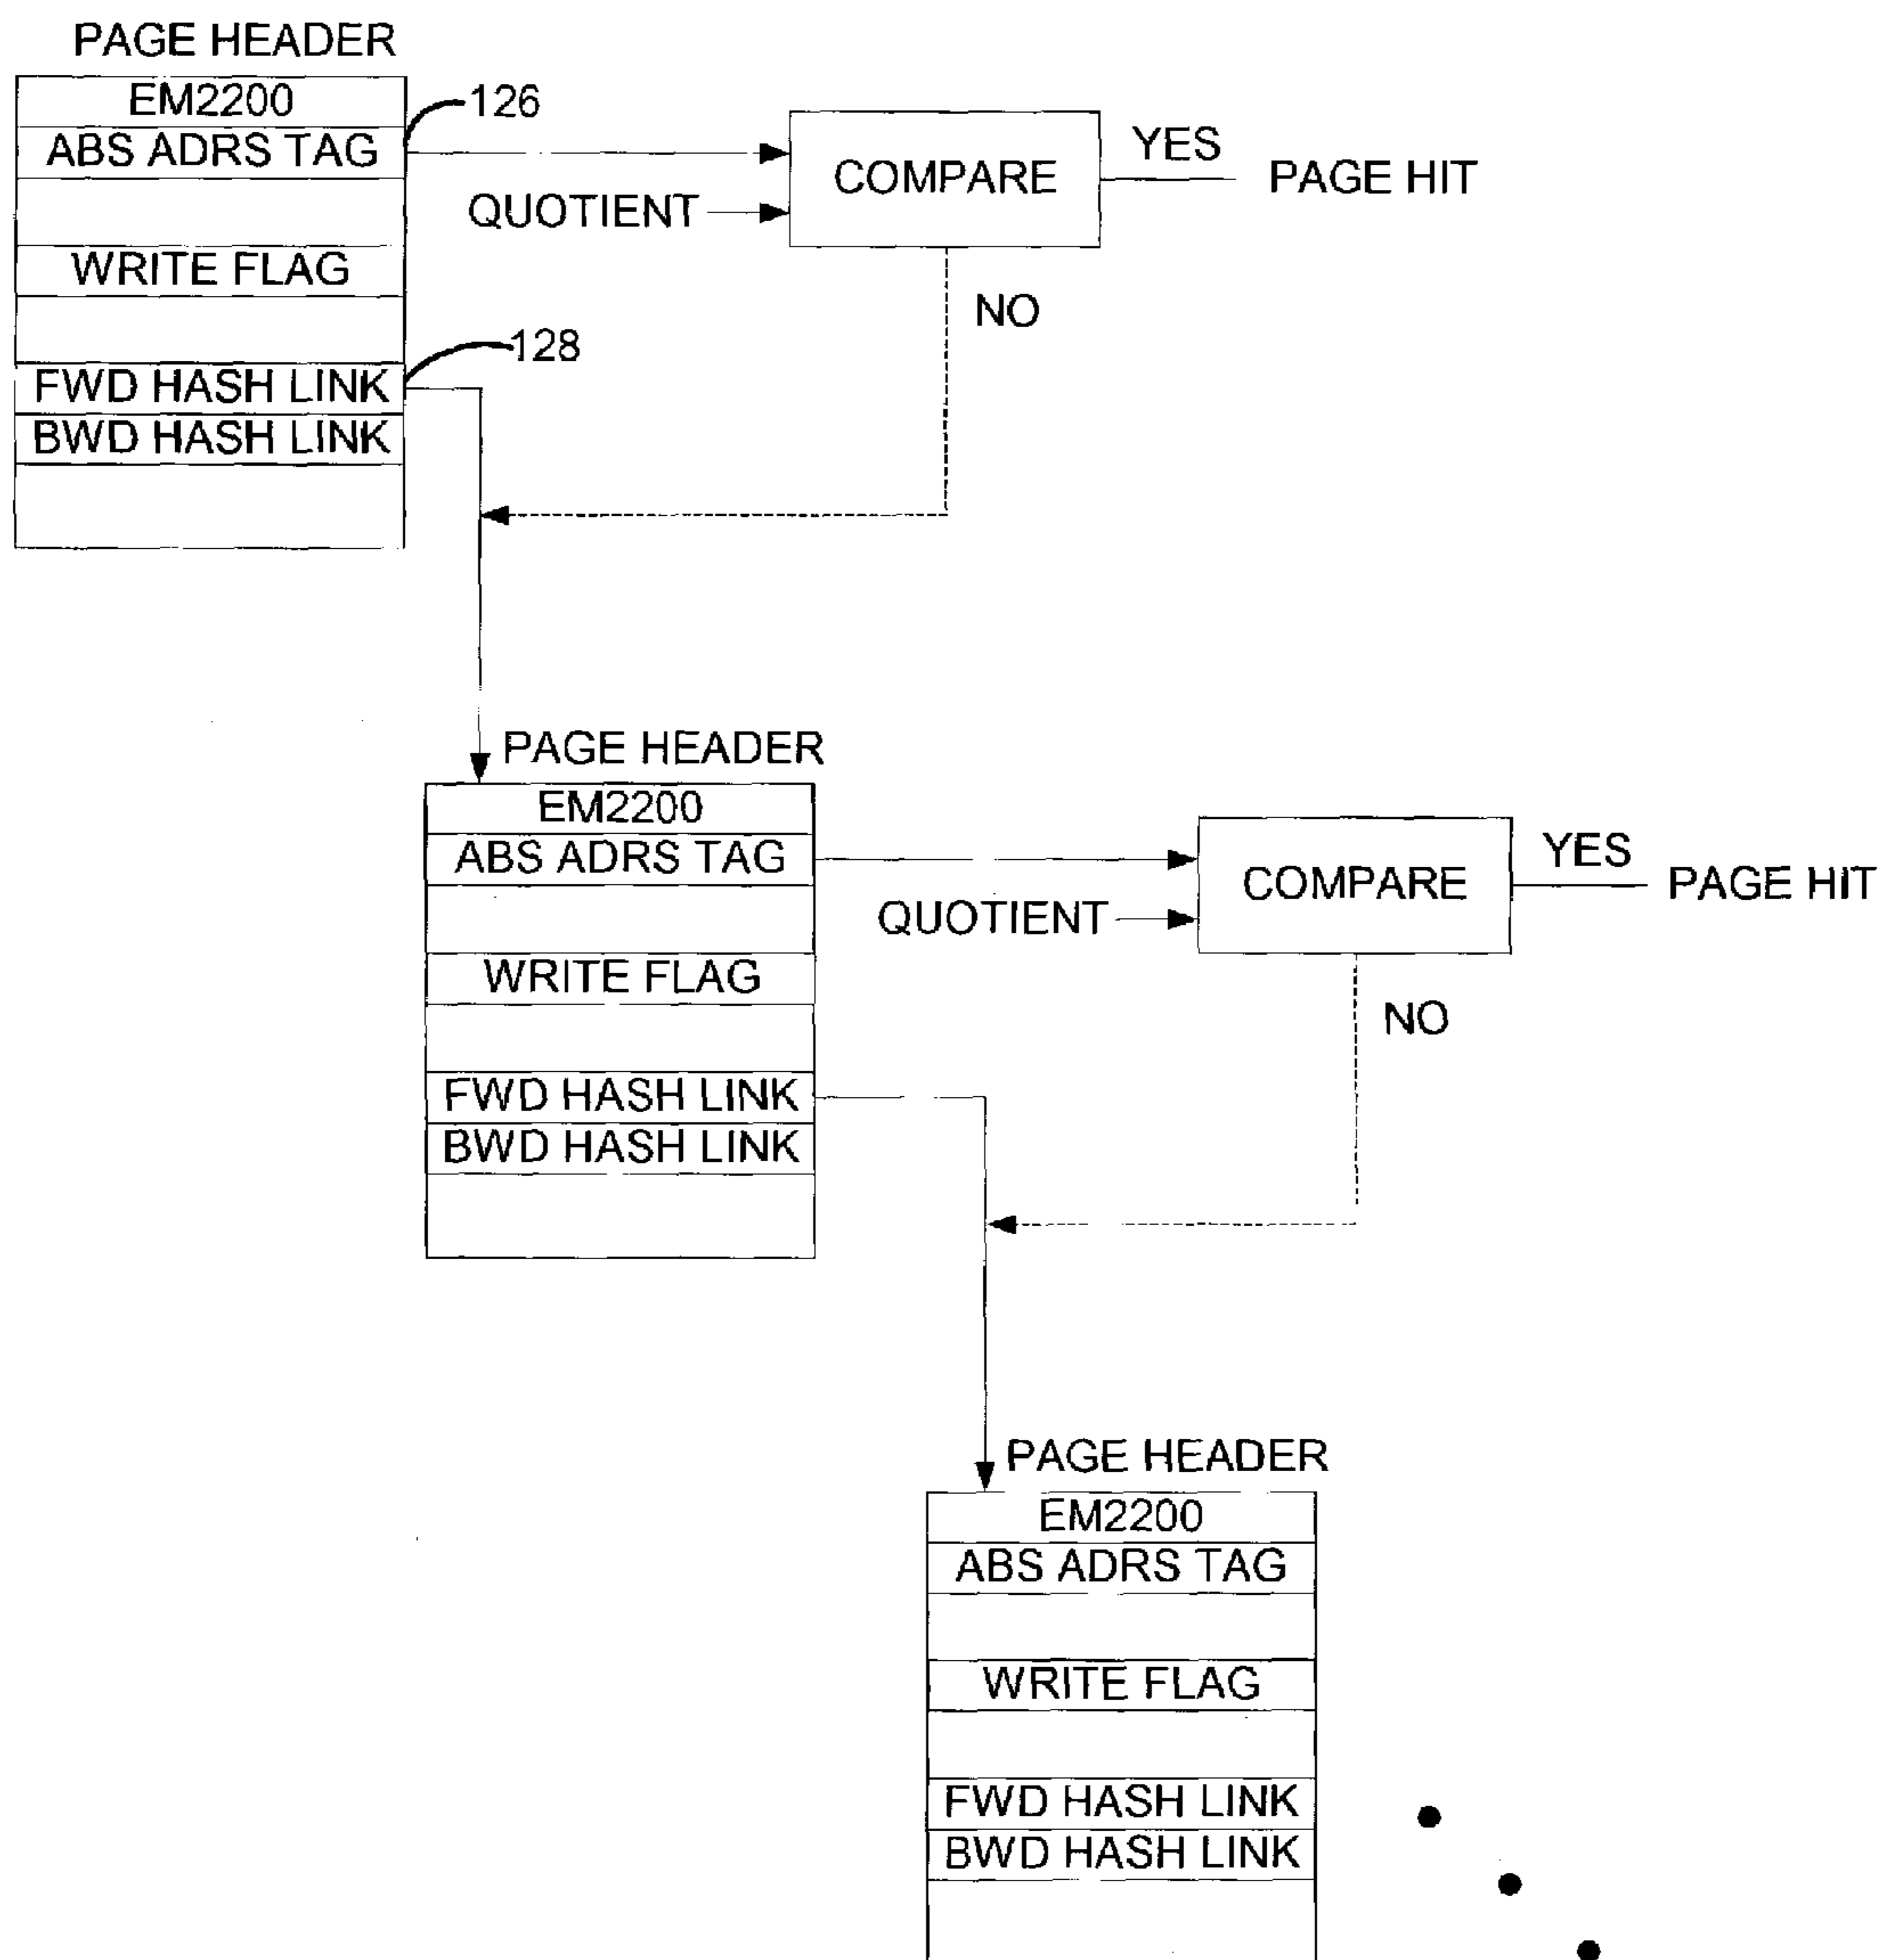 PAGE HEADER
EM2200
126
ABS ADRS TAG
COMPARE
YES
PAGE HIT
QUOTIENT
WRITE FLAG
NO
128
FWD HASH LINK
BWD HASH LINK
PAGE HEADER
EM2200
ABS ADRS TAG
COMPARE
YES
PAGE HIT
QUOTIENT
WRITE FLAG
NO
FWD HASH LINK
BWD HASH LINK
PAGE HEADER
EM2200
ABS ADRS TAG
WRITE FLAG
FWD HASH LINK
BWD HASH LINK